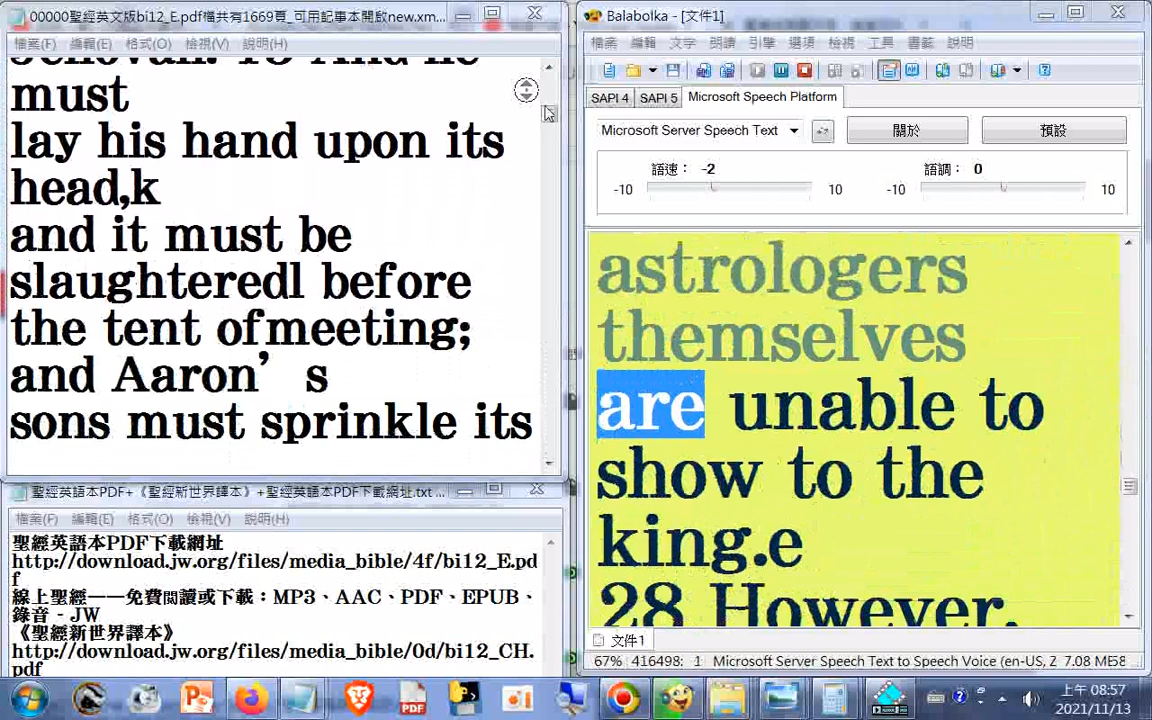 00000聖經英文版bi12_E.pdf檔共有1669頁_可用記事本開啟new.xm...
檔案(F) 編輯(E) 格式(O) 檢視(V) 說明(H)
must
lay his hand upon its
head,k
and it must be
slaughteredl before
the tent ofmeeting;
and Aaron’s
sons must sprinkle its
聖經英語本PDF+《聖經新世界譯本》+聖經英語本PDF下載網址.txt ...
檔案(F) 編輯(E) 格式(O) 檢視(V) 說明(H)
聖經英語本PDF下載網址
http://download.jw.org/files/media_bible/4f/bi12_E.pd
f
線上聖經——免費閱讀或下載：MP3、AAC、PDF、EPUB、
錄音 - JW
《聖經新世界譯本》
http://download.jw.org/files/media_bible/0d/bi12_CH.
pdf
Balabolka - [文件1]
檔案 編輯 文字 朗讀 引擎 選項 檢視 工具 書籤 說明
SAPI 4 SAPI 5 Microsoft Speech Platform
Microsoft Server Speech Text 關於 預設
語速： -2 語調： 0
-10 10 -10 10
astrologers
themselves
are unable to
show to the
king.e
28 However,
文件1
67% 416498: 1 Microsoft Server Speech Text to Speech Voice (en-US, Z 7.08 ME58
上午 08:57
2021/11/13